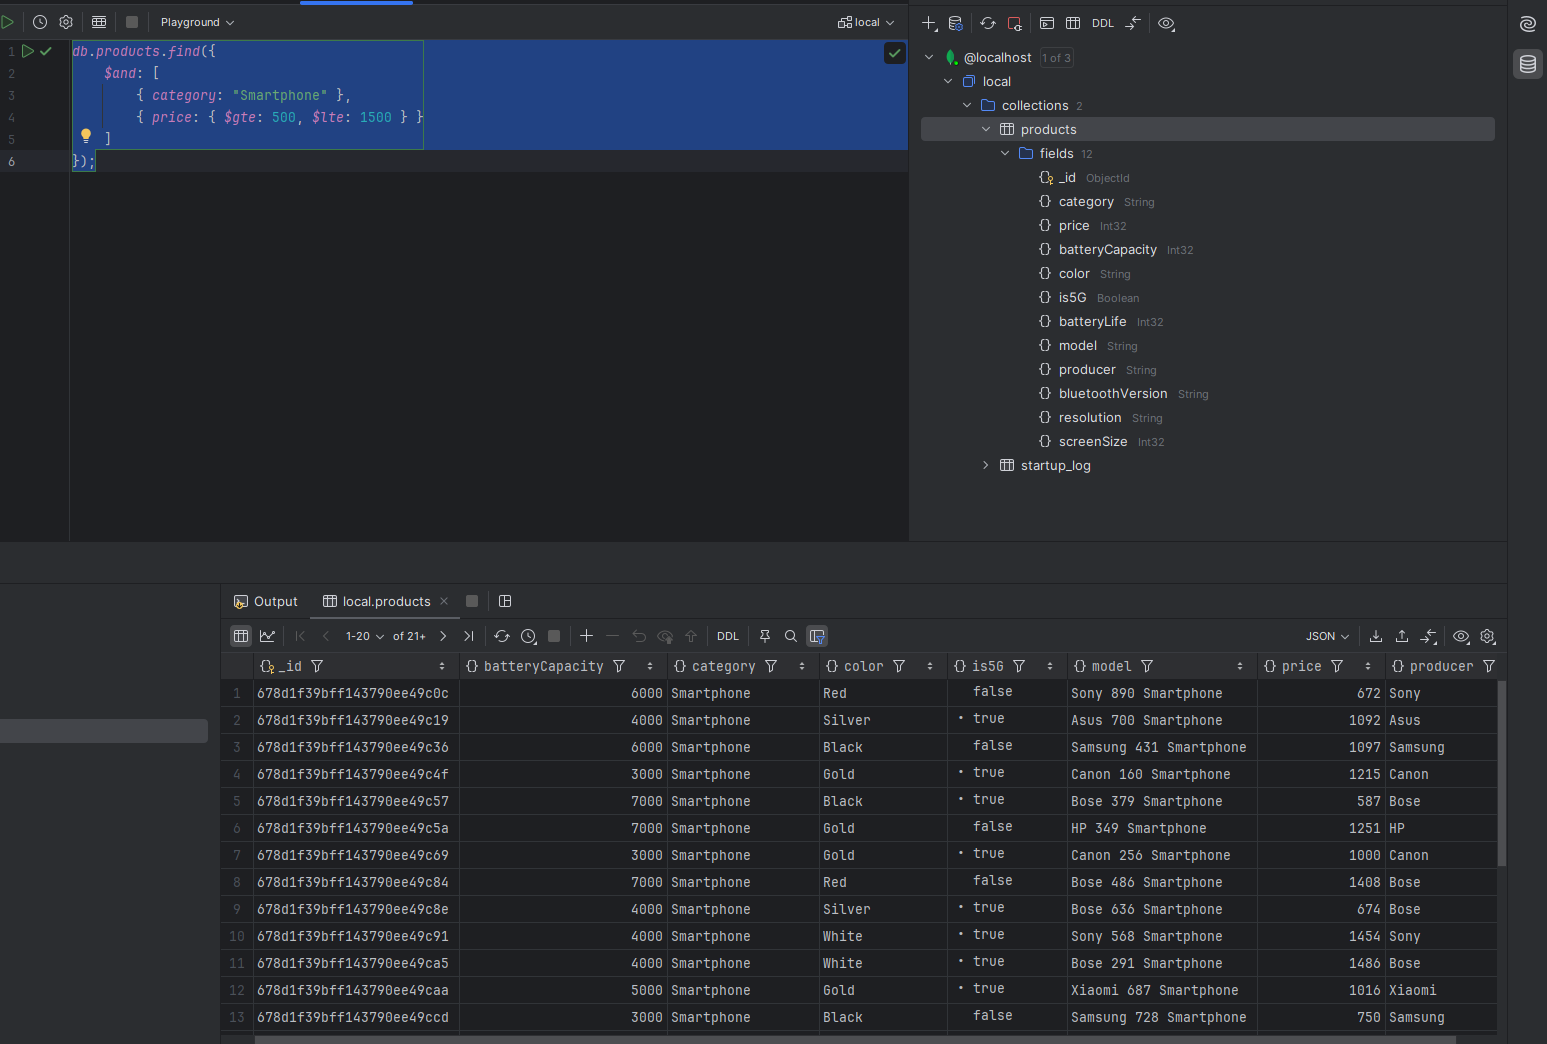 Playground
local
1 db.products.find({
2 $and: [
3 { category: "Smartphone" },
4 { price: { $gte: 500, $lte: 1500 } }
5 ]
6 });
DDL
@localhost 1 of 3
local
collections 2
products
fields 12
_id ObjectId
category String
price Int32
batteryCapacity Int32
color String
is5G Boolean
batteryLife Int32
model String
producer String
bluetoothVersion String
resolution String
screenSize Int32
startup_log
Output local.products
1-20 of 21+ DDL JSON
_id batteryCapacity category color is5G model price producer
1 678d1f39bff143790ee49c0c 6000 Smartphone Red false Sony 890 Smartphone 672 Sony
2 678d1f39bff143790ee49c19 4000 Smartphone Silver true Asus 700 Smartphone 1092 Asus
3 678d1f39bff143790ee49c36 6000 Smartphone Black false Samsung 431 Smartphone 1097 Samsung
4 678d1f39bff143790ee49c4f 3000 Smartphone Gold true Canon 160 Smartphone 1215 Canon
5 678d1f39bff143790ee49c57 7000 Smartphone Black true Bose 379 Smartphone 587 Bose
6 678d1f39bff143790ee49c5a 7000 Smartphone Gold false HP 349 Smartphone 1251 HP
7 678d1f39bff143790ee49c69 3000 Smartphone Gold true Canon 256 Smartphone 1000 Canon
8 678d1f39bff143790ee49c84 7000 Smartphone Red false Bose 486 Smartphone 1408 Bose
9 678d1f39bff143790ee49c8e 4000 Smartphone Silver true Bose 636 Smartphone 674 Bose
10 678d1f39bff143790ee49c91 4000 Smartphone White true Sony 568 Smartphone 1454 Sony
11 678d1f39bff143790ee49ca5 4000 Smartphone White true Bose 291 Smartphone 1486 Bose
12 678d1f39bff143790ee49caa 5000 Smartphone Gold true Xiaomi 687 Smartphone 1016 Xiaomi
13 678d1f39bff143790ee49ccd 3000 Smartphone Black false Samsung 728 Smartphone 750 Samsung